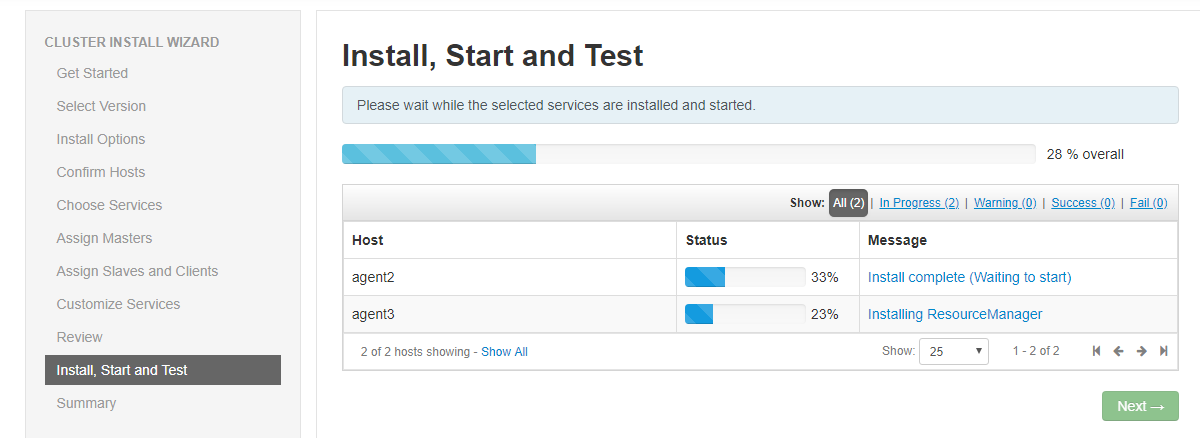 CLUSTER INSTALL WIZARD
Get Started
Select Version
Install Options
Confirm Hosts
Choose Services
Assign Masters
Assign Slaves and Clients
Customize Services
Review
Install, Start and Test
Summary
Install, Start and Test
Please wait while the selected services are installed and started.
28 % overall
Show: All (2) | In Progress (2) | Warning (0) | Success (0) | Fail (0)
Host Status Message
agent2 33% Install complete (Waiting to start)
agent3 23% Installing ResourceManager
2 of 2 hosts showing - Show All Show: 25 1 - 2 of 2
Next →